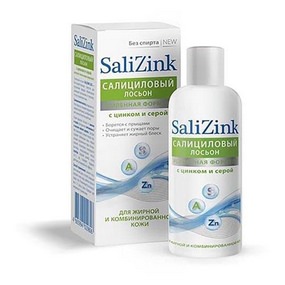 Без спирта | NEW
SaliZink
САЛИЦИЛОВЫЙ
ЛОСЬОН
ФОРМ
С ЦИНКОМ И СЕРОЙ
Борется с прыщами
Очищает и сужает поры
Устраняет жирный блеск
S
A
Zn
ДЛЯ ЖИРНОЙ
И КОМБИНИРОВАННОЙ
КОЖИ
SaliZink
САЛИЦИЛОВЫЙ
ЛОСЬОН
С ЦИНКОМ И СЕРОЙ
S
A
Zn